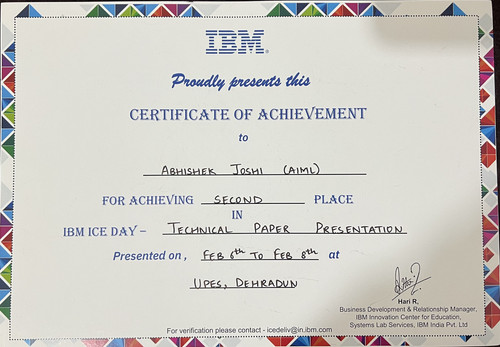 IBM®
Proudly presents this
CERTIFICATE OF ACHIEVEMENT
to
ABHISHEK JOSHI (AIML)
FOR ACHIEVING SECOND PLACE
IN
IBM ICE DAY – TECHNICAL PAPER PRESENTATION
Presented on , FEB 6th TO FEB 8th at
UPES, DEHRADUN
Hari R,
Business Development & Relationship Manager,
IBM Innovation Center for Education,
Systems Lab Services, IBM India Pvt. Ltd
For verification please contact - icedeliv@in.ibm.com